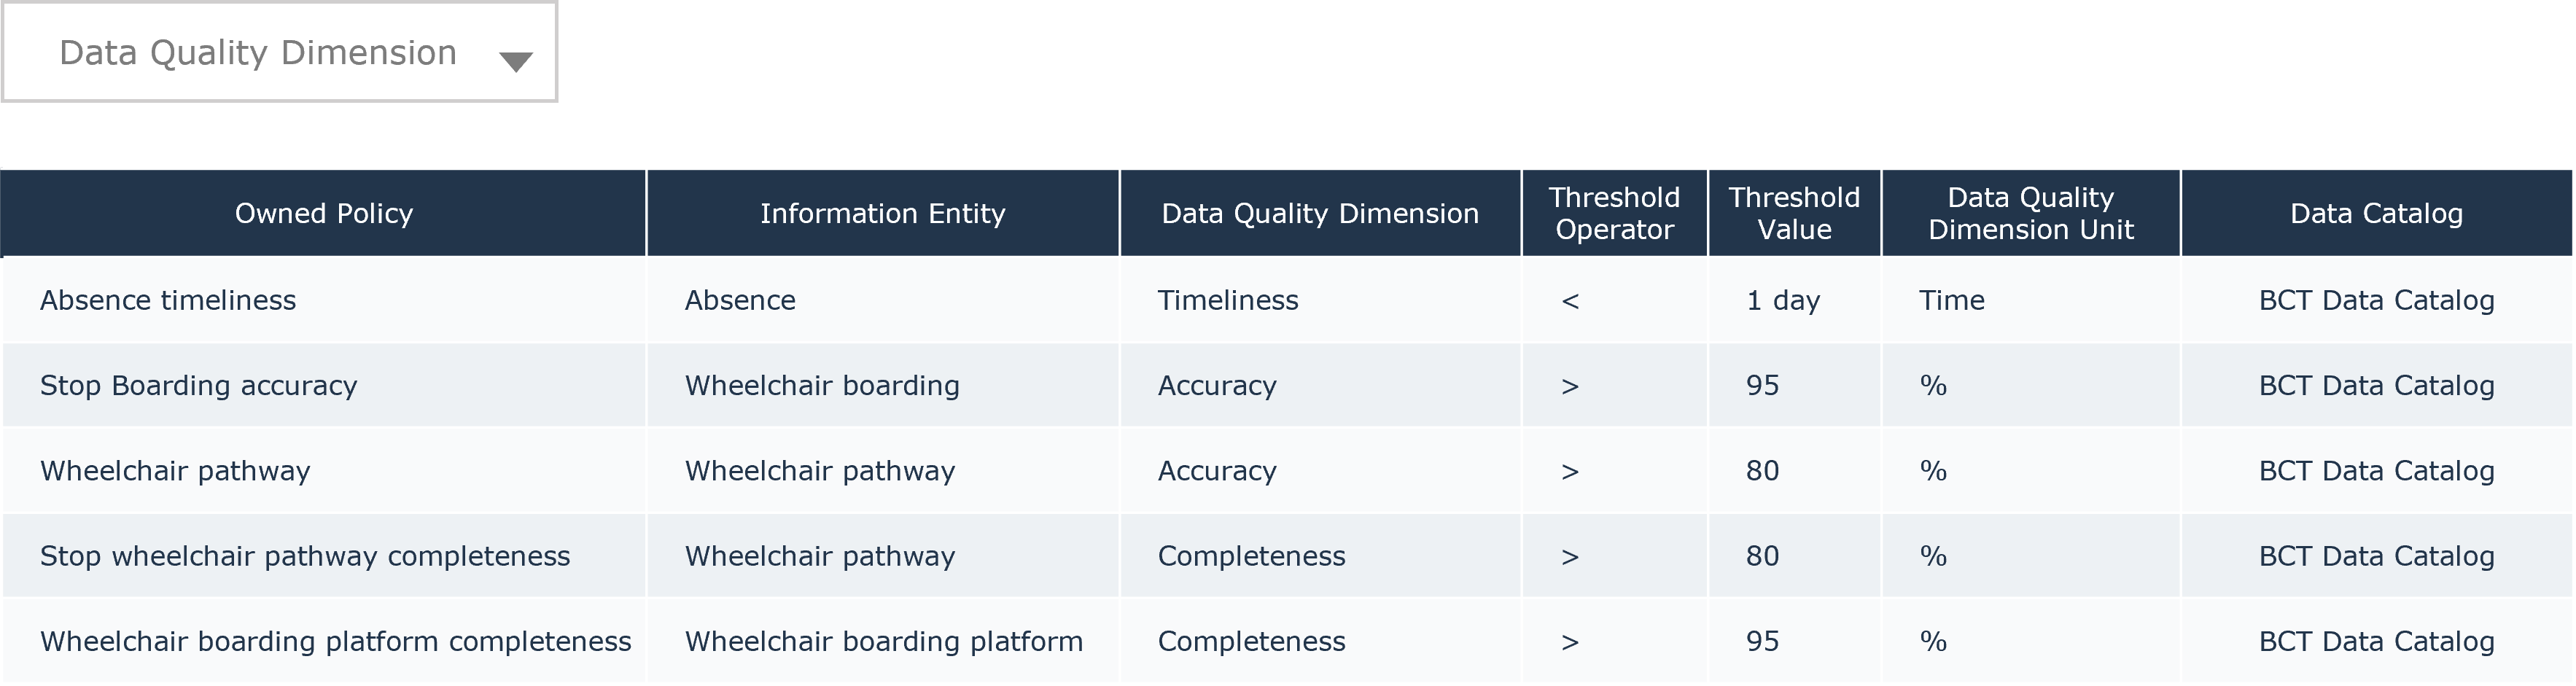 Data Quality Dimension
Owned Policy Information Entity Data Quality Dimension Threshold Operator Threshold Value Data Quality Dimension Unit Data Catalog
Absence timeliness Absence Timeliness < 1 day Time BCT Data Catalog
Stop Boarding accuracy Wheelchair boarding Accuracy > 95 % BCT Data Catalog
Wheelchair pathway Wheelchair pathway Accuracy > 80 % BCT Data Catalog
Stop wheelchair pathway completeness Wheelchair pathway Completeness > 80 % BCT Data Catalog
Wheelchair boarding platform completeness Wheelchair boarding platform Completeness > 95 % BCT Data Catalog